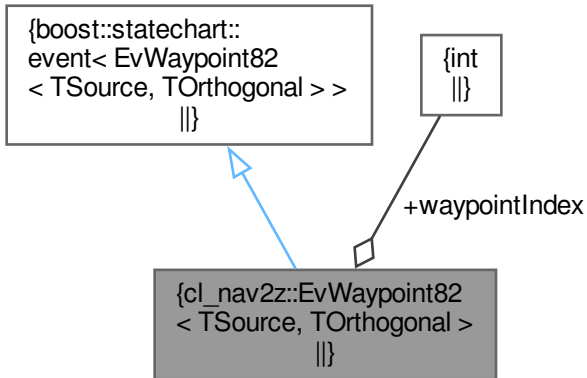 {boost::statechart::
event< EvWaypoint82
< TSource, TOrthogonal > >
||}
{int
||}
+waypointIndex
{cl_nav2z::EvWaypoint82
< TSource, TOrthogonal >
||}